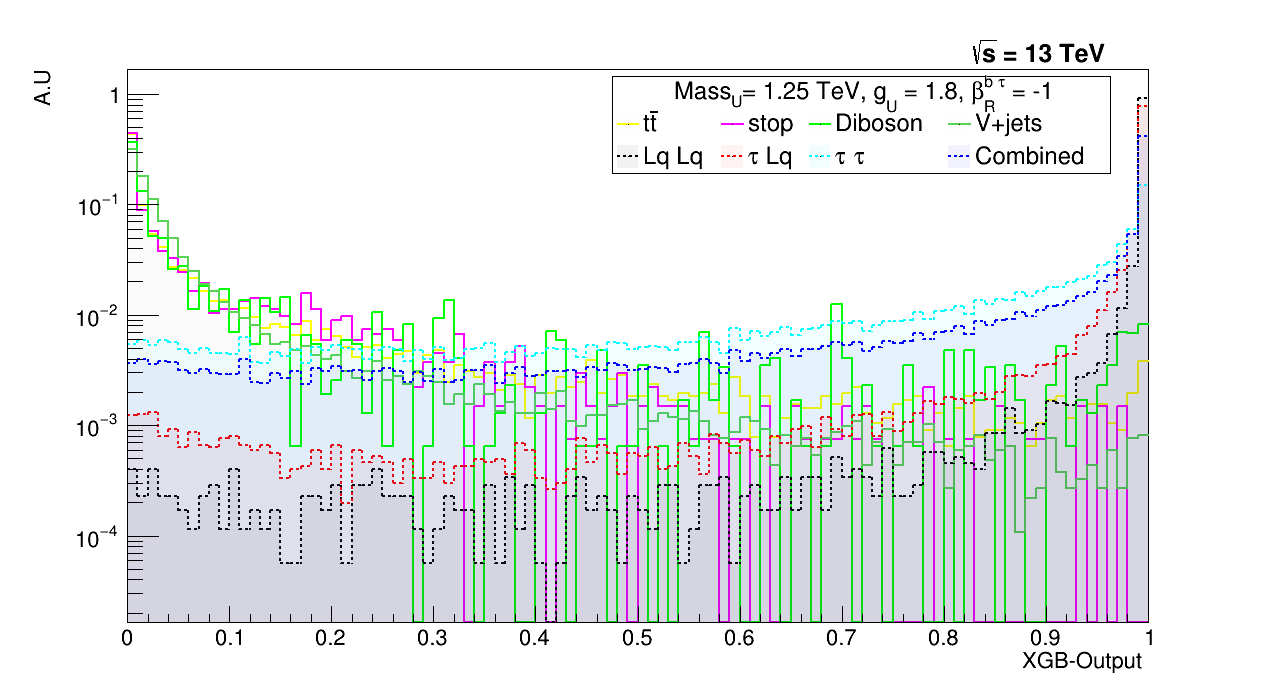 √s = 13 TeV
A.U
Mass_U= 1.25 TeV, g_U = 1.8, β_R^{b τ} = -1
tt̄ stop Diboson V+jets
Lq Lq τ Lq τ τ Combined
1
10⁻¹
10⁻²
10⁻³
10⁻⁴
0 0.1 0.2 0.3 0.4 0.5 0.6 0.7 0.8 0.9 1
XGB-Output